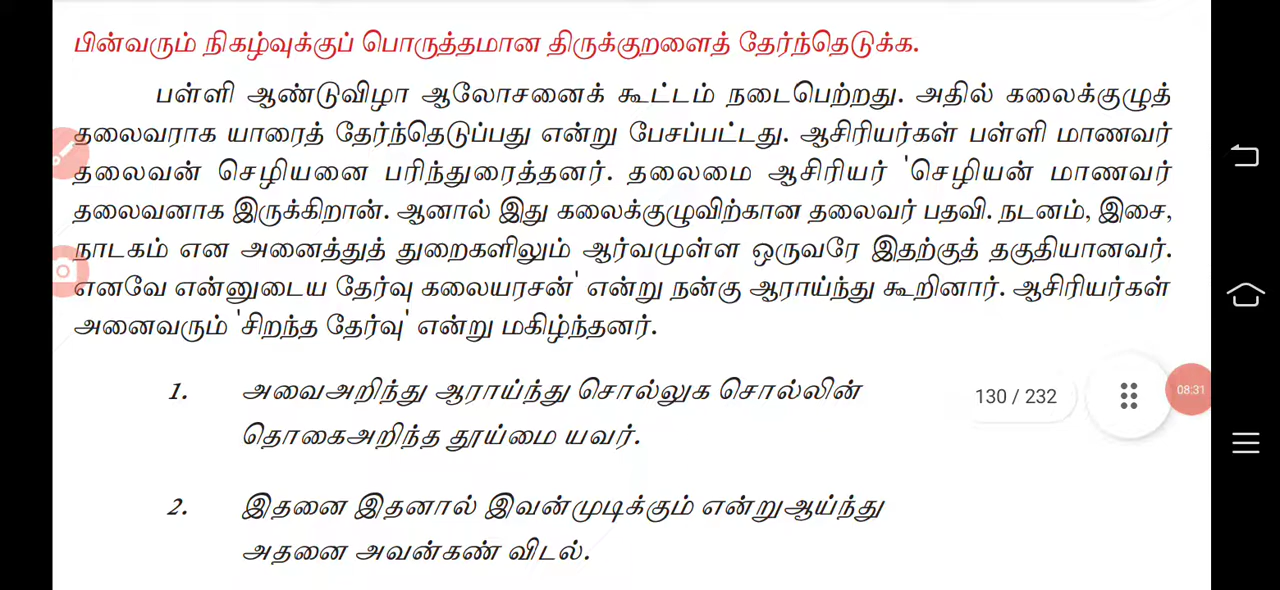 பின்வரும் நிகழ்வுக்குப் பொருத்தமான திருக்குறளைத் தேர்ந்தெடுக்க.
பள்ளி ஆண்டுவிழா ஆலோசனைக் கூட்டம் நடைபெற்றது. அதில் கலைக்குழுத்
தலைவராக யாரைத் தேர்ந்தெடுப்பது என்று பேசப்பட்டது. ஆசிரியர்கள் பள்ளி மாணவர்
தலைவன் செழியனை பரிந்துரைத்தனர். தலைமை ஆசிரியர் 'செழியன் மாணவர்
தலைவனாக இருக்கிறான். ஆனால் இது கலைக்குழுவிற்கான தலைவர் பதவி. நடனம், இசை,
நாடகம் என அனைத்துத் துறைகளிலும் ஆர்வமுள்ள ஒருவரே இதற்குத் தகுதியானவர்.
எனவே என்னுடைய தேர்வு கலையரசன்' என்று நன்கு ஆராய்ந்து கூறினார். ஆசிரியர்கள்
அனைவரும் 'சிறந்த தேர்வு' என்று மகிழ்ந்தனர்.
1. அவைஅறிந்து ஆராய்ந்து சொல்லுக சொல்லின்
தொகைஅறிந்த தூய்மை யவர்.
130 / 232
08:31
2. இதனை இதனால் இவன்முடிக்கும் என்றுஆய்ந்து
அதனை அவன்கண் விடல்.